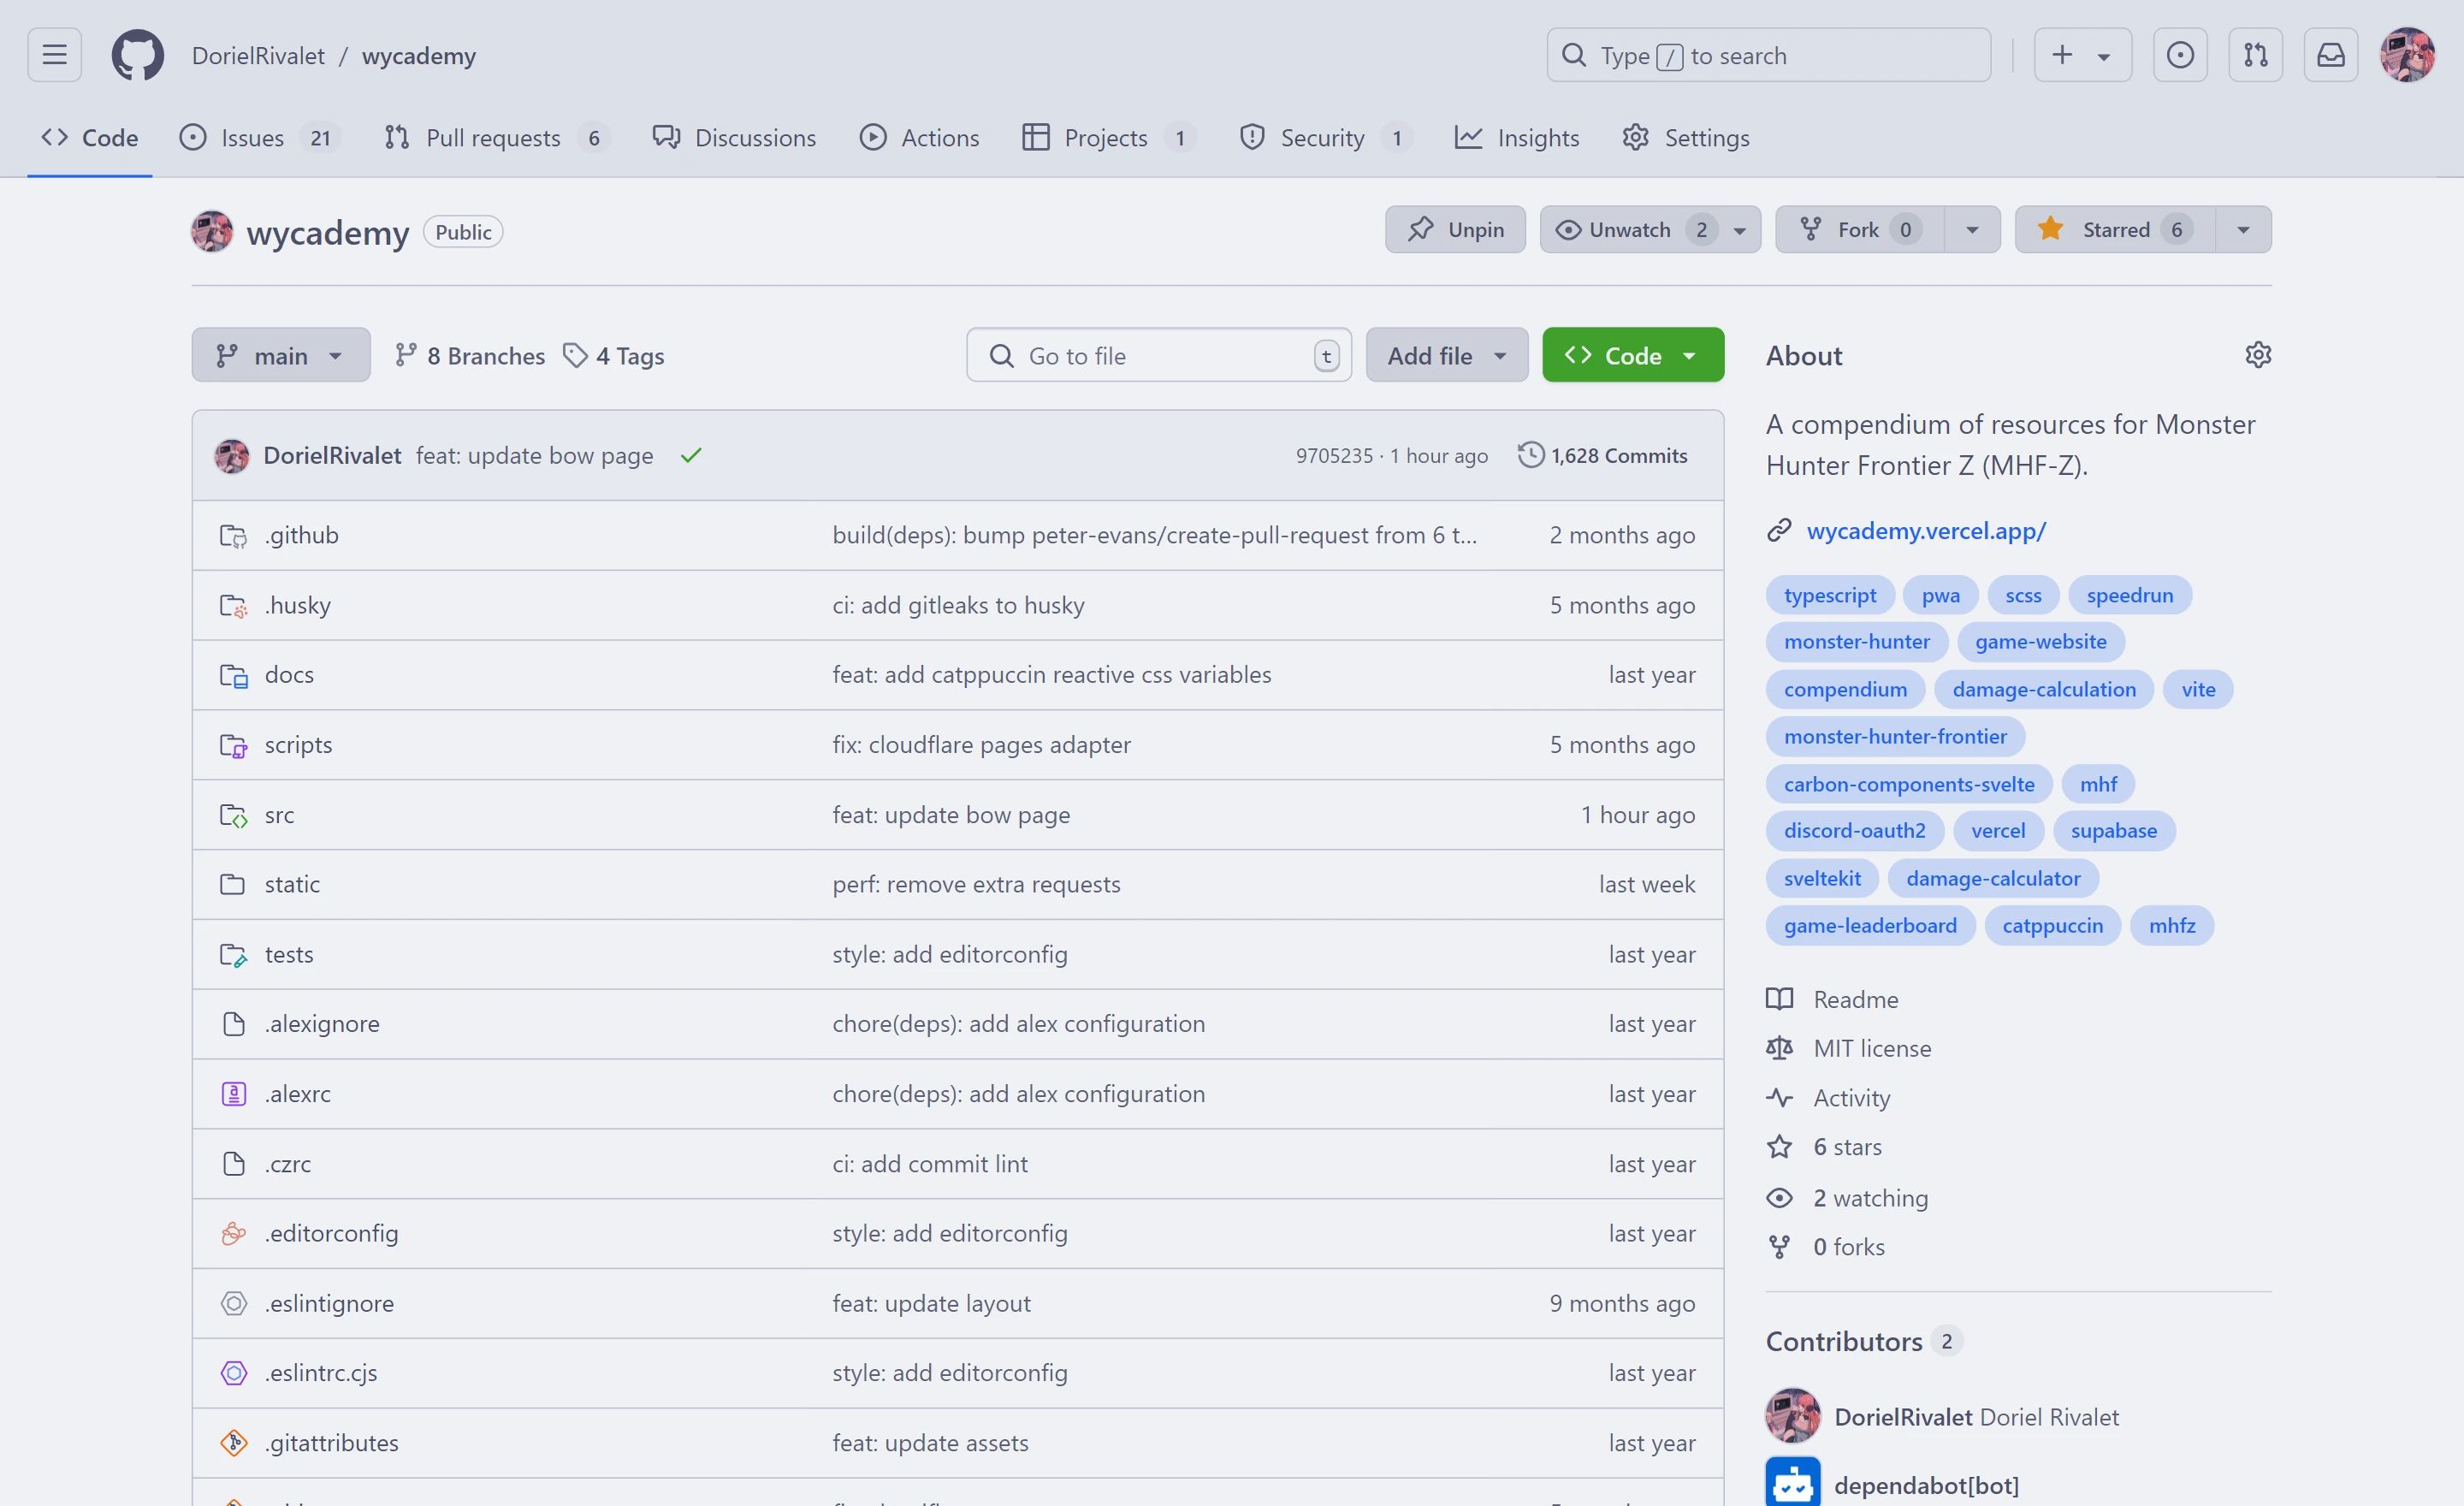 DorielRivalet / wycademy
Type / to search
Code
Issues 21
Pull requests 6
Discussions
Actions
Projects 1
Security 1
Insights
Settings
wycademy Public
Unpin
Unwatch 2
Fork 0
Starred 6
main
8 Branches
4 Tags
Go to file t
Add file
Code
DorielRivalet feat: update bow page 9705235 · 1 hour ago 1,628 Commits
.github build(deps): bump peter-evans/create-pull-request from 6 t... 2 months ago
.husky ci: add gitleaks to husky 5 months ago
docs feat: add catppuccin reactive css variables last year
scripts fix: cloudflare pages adapter 5 months ago
src feat: update bow page 1 hour ago
static perf: remove extra requests last week
tests style: add editorconfig last year
.alexignore chore(deps): add alex configuration last year
.alexrc chore(deps): add alex configuration last year
.czrc ci: add commit lint last year
.editorconfig style: add editorconfig last year
.eslintignore feat: update layout 9 months ago
.eslintrc.cjs style: add editorconfig last year
.gitattributes feat: update assets last year
About
A compendium of resources for Monster
Hunter Frontier Z (MHF-Z).
wycademy.vercel.app/
typescript pwa scss speedrun
monster-hunter game-website
compendium damage-calculation vite
monster-hunter-frontier
carbon-components-svelte mhf
discord-oauth2 vercel supabase
sveltekit damage-calculator
game-leaderboard catppuccin mhfz
Readme
MIT license
Activity
6 stars
2 watching
0 forks
Contributors 2
DorielRivalet Doriel Rivalet
dependabot[bot]